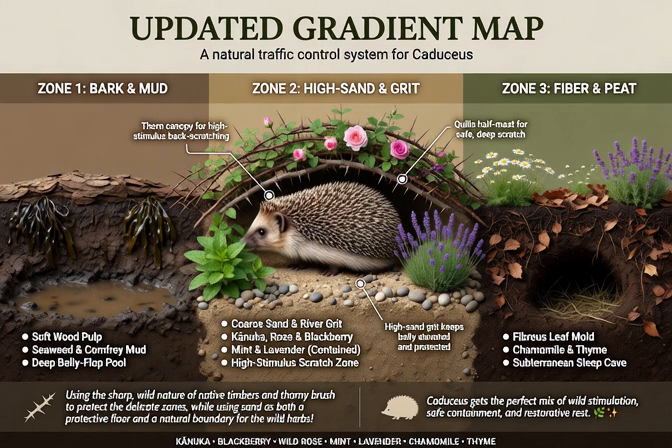 UPDATED GRADIENT MAP
A natural traffic control system for Caduceus
ZONE 1: BARK & MUD
ZONE 2: HIGH-SAND & GRIT
ZONE 3: FIBER & PEAT
Thern canopy for high-
stimulus back-scratching
Quills half-mast for
safe, deep scratch
• Soft Wood Pulp
• Seaweed & Comfrey Mud
• Deep Belly-Flap Pool
• Coarse Sand & River Grit
• Kānuka, Roze & Blackberry
• Mint & Lavender (Contained)
• High-Stimulus Scratch Zone
High-sand grit keeps
belly
and protected
• Fibreus Leaf Mold
• Chamomile & Thyme
• Subterranean Sleep Cave
Using the sharp, wild nature of native timbers and thorny brush
to protect the delicate zones, while using sand as both a
protective floor and a natural boundary for the wild herbs!
Caduceus gets the perfect mix of wild stimulation,
safe containment, and restorative rest. 🌿✨
KĀNUKA • BLACKBERRY • WILD ROSE • MINT • LAVENDER • CHAMOMILE • THYME